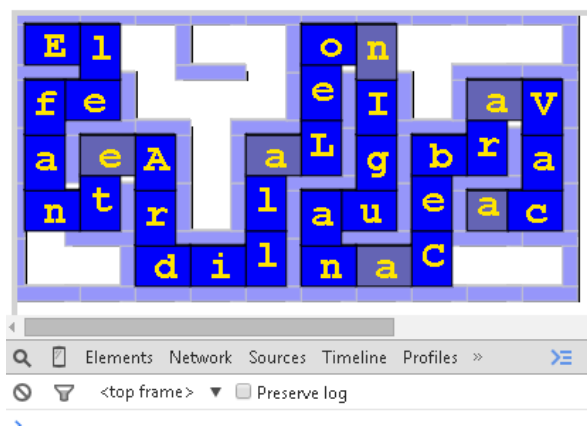 E l o n
f e e I a V
a e A a L g b r a
n t r l a u e a c
d i l n a C
Elements Network Sources Timeline Profiles »
<top frame> ▼ Preserve log